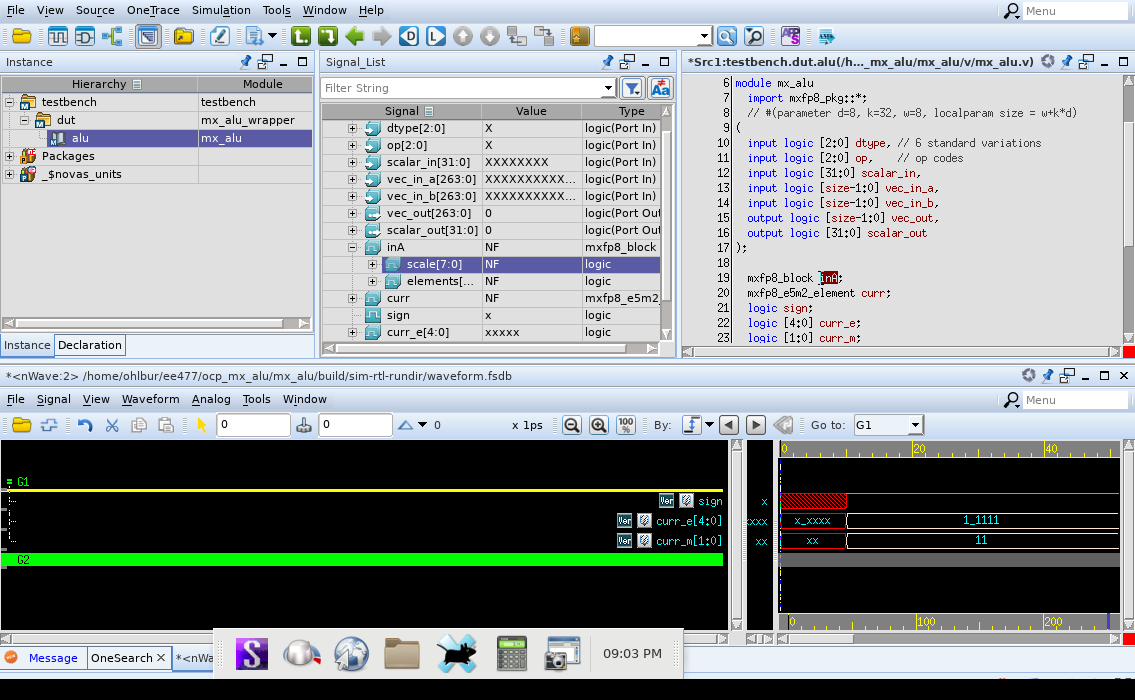 File View Source OneTrace Simulation Tools Window Help Menu
Instance
Hierarchy Module
testbench testbench
dut mx_alu_wrapper
alu mx_alu
Packages
_$novas_units
Instance Declaration
Signal_List
Filter String
Signal Value Type
dtype[2:0] X logic(Port In)
op[2:0] X logic(Port In)
scalar_in[31:0] XXXXXXXX logic(Port In)
vec_in_a[263:0] XXXXXXXXXX... logic(Port In)
vec_in_b[263:0] XXXXXXXXXX... logic(Port In)
vec_out[263:0] 0 logic(Port Out
scalar_out[31:0] 0 logic(Port Out
inA NF mxfp8_block
scale[7:0] NF logic
elements[... NF logic
curr NF mxfp8_e5m2_
sign x logic
curr_e[4:0] xxxxx logic
*Src1:testbench.dut.alu(/h..._mx_alu/mx_alu/v/mx_alu.v)
6 module mx_alu
7 import mxfp8_pkg::*;
8 // #(parameter d=8, k=32, w=8, localparam size = w+k*d)
9 (
10 input logic [2:0] dtype, // 6 standard variations
11 input logic [2:0] op, // op codes
12 input logic [31:0] scalar_in,
13 input logic [size-1:0] vec_in_a,
14 input logic [size-1:0] vec_in_b,
15 output logic [size-1:0] vec_out,
16 output logic [31:0] scalar_out
17 );
18
19 mxfp8_block inA;
20 mxfp8_e5m2_element curr;
21 logic sign;
22 logic [4:0] curr_e;
23 logic [1:0] curr_m;
*<nWave:2> /home/ohlbur/ee477/ocp_mx_alu/mx_alu/build/sim-rtl-rundir/waveform.fsdb
File Signal View Waveform Analog Tools Window Menu
0 0 0 x 1ps 100 % By: Go to: G1
0 20 40
= G1
Ver sign x
Ver curr_e[4:0] xxxx x_xxxx 1_1111
Ver curr_m[1:0] xx xx 11
G2
0 100 200
Message OneSearch *<nWa
S 09:03 PM